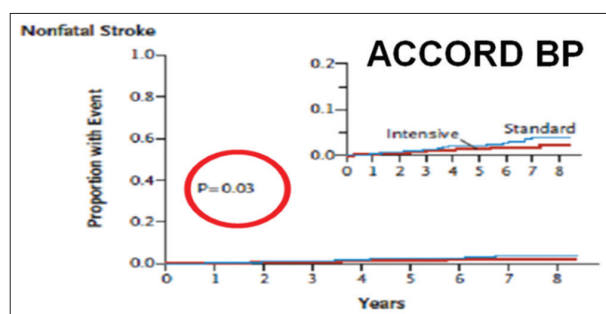 Nonfatal Stroke
ACCORD BP
Proportion with Event
1.0
0.8
0.6
0.4
0.2
0.0
P=0.03
0 1 2 3 4 5 6 7 8
Years
0.2
0.1
0.0
Intensive
Standard
0 1 2 3 4 5 6 7 8